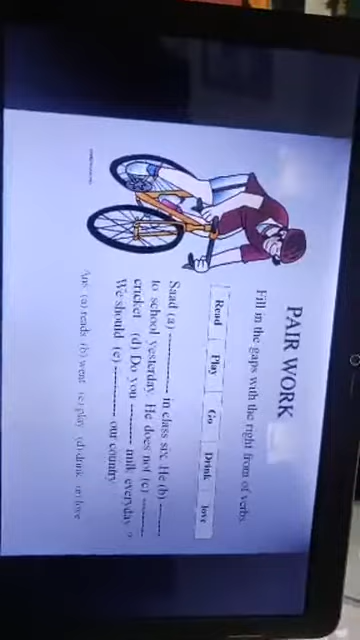 PAIR WORK
Fill in the gaps with the right from of verbs.
Read Play Go Drink love
Saad (a) ---------- in class six. He (b) ------
to school yesterday. He does not (c) ------
cricket. (d) Do you ------- milk everyday ?
We should (e) --------- our country.
Ans: (a) reads (b) went (c) play (d) drink (e) love